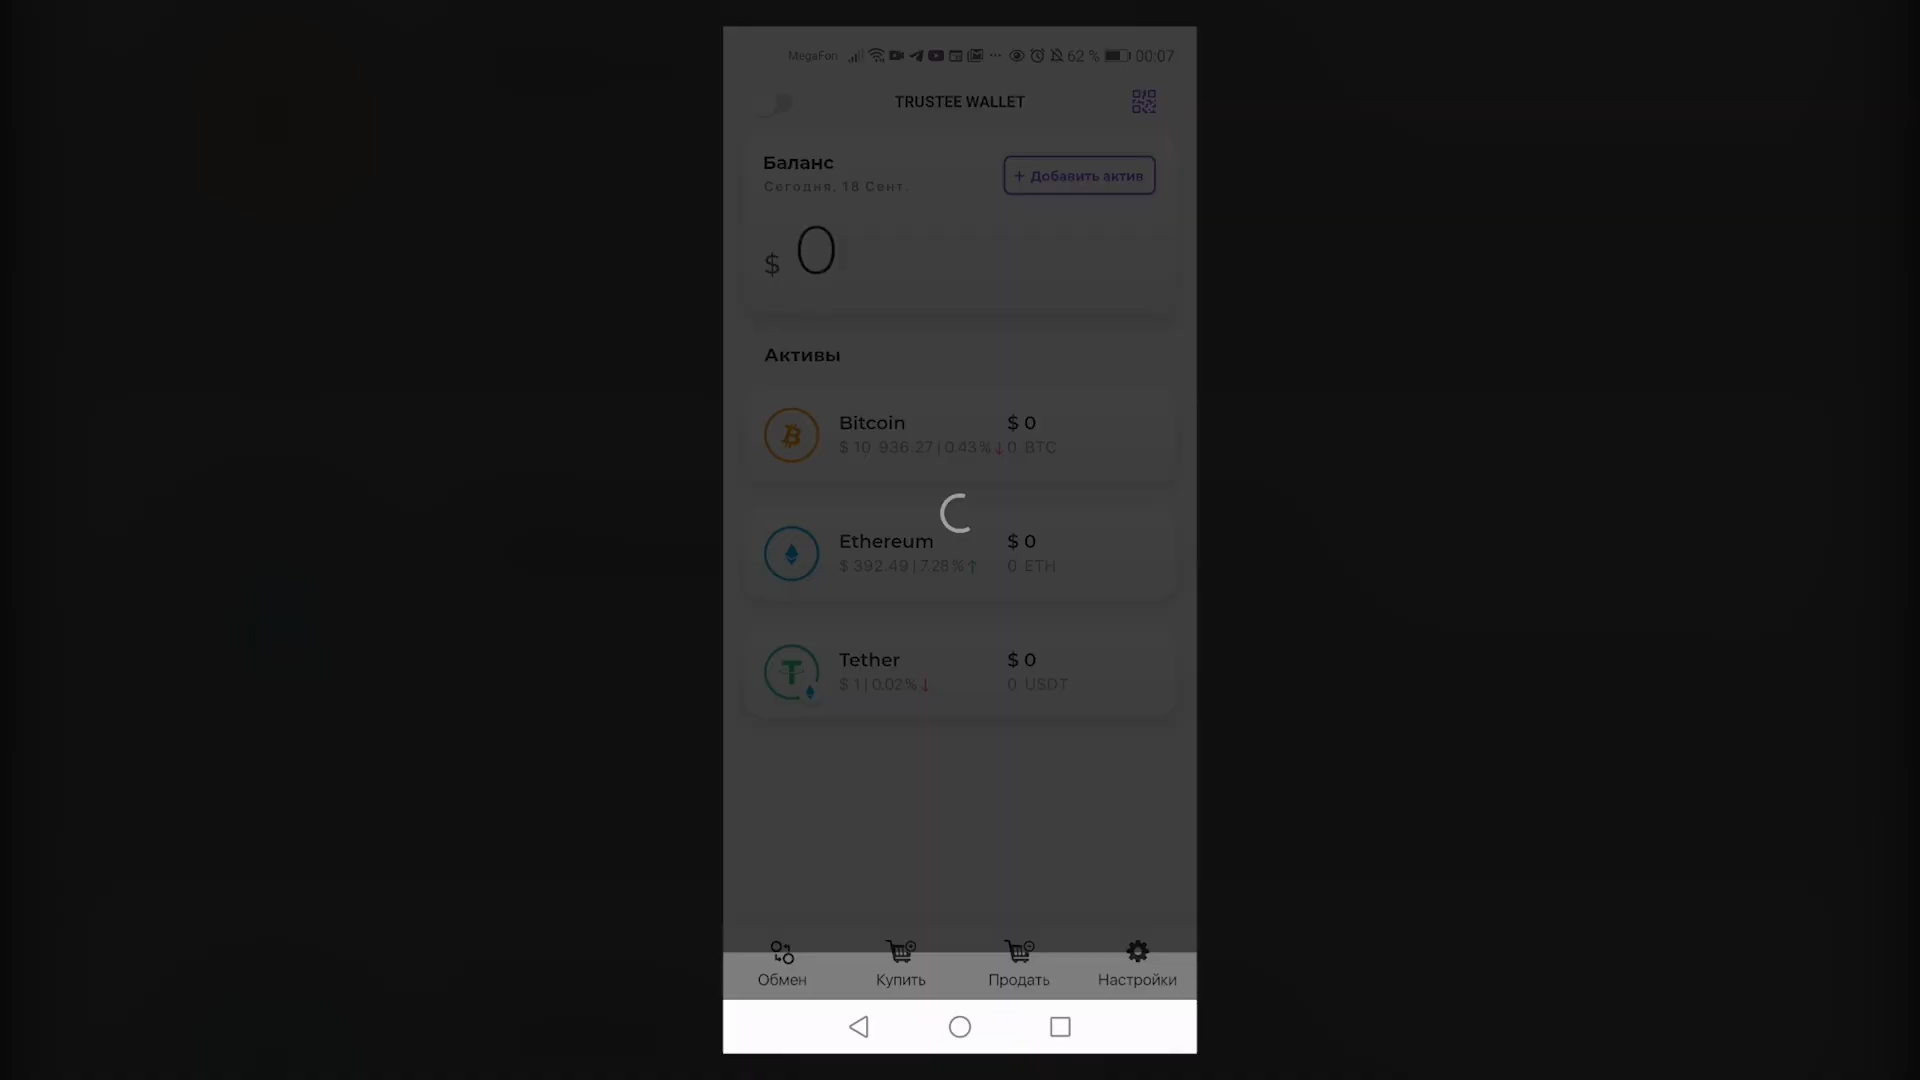 MegaFon 62 % 00:07
TRUSTEE WALLET
Баланс
Сегодня, 18 Сент.
+ Добавить актив
$ 0
Активы
Bitcoin $ 0
$ 10 936.27 | 0.43% ↓ 0 BTC
Ethereum $ 0
$ 392.49 | 7.28% ↑ 0 ETH
Tether $ 0
$ 1 | 0.02% ↓ 0 USDT
Обмен Купить Продать Настройки